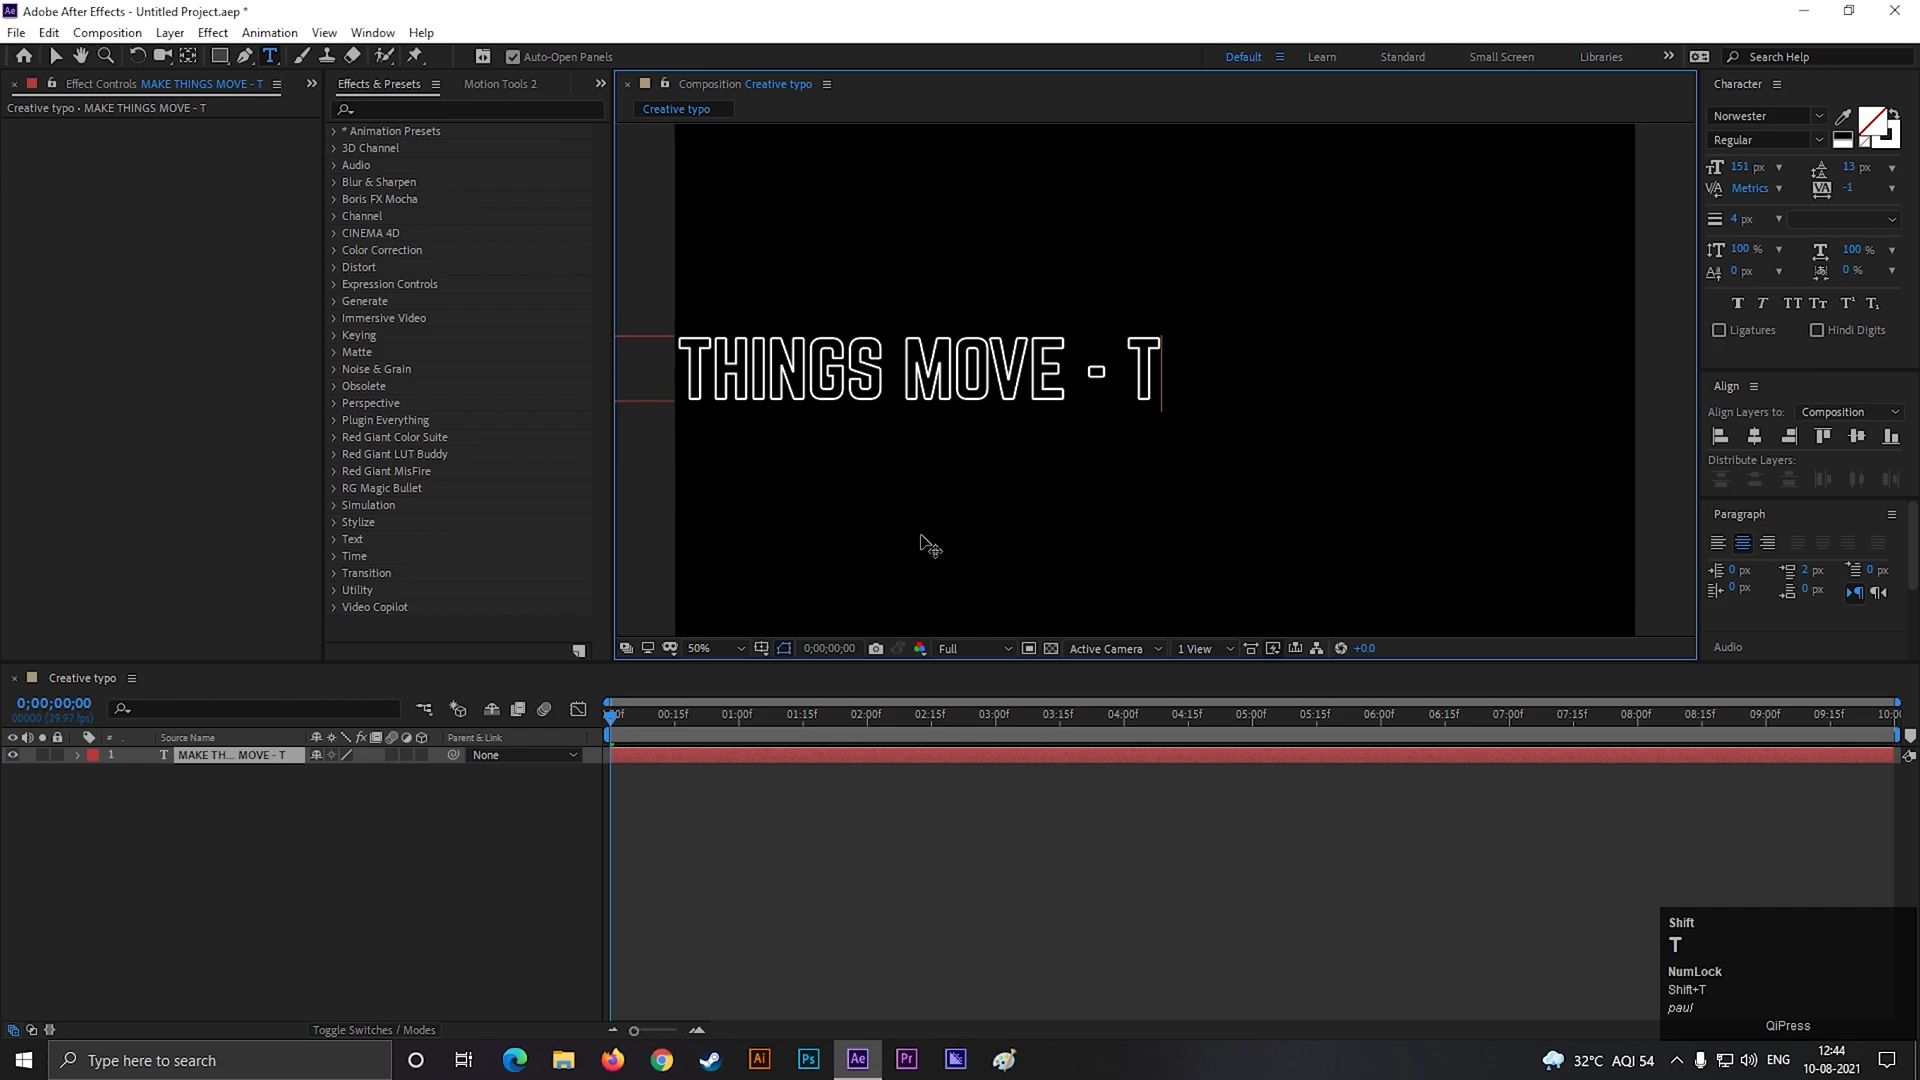 Adobe After Effects - Untitled Project.aep *
File Edit Composition Layer Effect Animation View Window Help
Auto-Open Panels
Default Learn Standard Small Screen Libraries Search Help
Effect Controls MAKE THINGS MOVE - T
Creative typo • MAKE THINGS MOVE - T
Effects & Presets Motion Tools 2
* Animation Presets
3D Channel
Audio
Blur & Sharpen
Boris FX Mocha
Channel
CINEMA 4D
Color Correction
Distort
Expression Controls
Generate
Immersive Video
Keying
Matte
Noise & Grain
Obsolete
Perspective
Plugin Everything
Red Giant Color Suite
Red Giant LUT Buddy
Red Giant MisFire
RG Magic Bullet
Simulation
Stylize
Text
Time
Transition
Utility
Video Copilot
Composition Creative typo
Creative typo
THINGS MOVE - T
50% 0;00;00;00 Full Active Camera 1 View +0.0
Character
Norwester
Regular
151 px 13 px
Metrics -1
4 px
100 % 100 %
0 px 0 %
Ligatures Hindi Digits
Align
Align Layers to: Composition
Distribute Layers:
Paragraph
0 px 2 px 0 px
0 px 0 px
Audio
Creative typo
0;00;00;00
00000 (29.97 fps)
00f 00:15f 01:00f 01:15f 02:00f 02:15f 03:00f 03:15f 04:00f 04:15f 05:00f 05:15f 06:00f 06:15f 07:00f 07:15f 08:00f 08:15f 09:00f 09:15f 10:0
# Source Name Parent & Link
1 T MAKE TH... MOVE - T None
Toggle Switches / Modes
Shift
T
NumLock
Shift+T
paul
QiPress
Type here to search
32°C AQI 54 ENG 12:44
10-08-2021